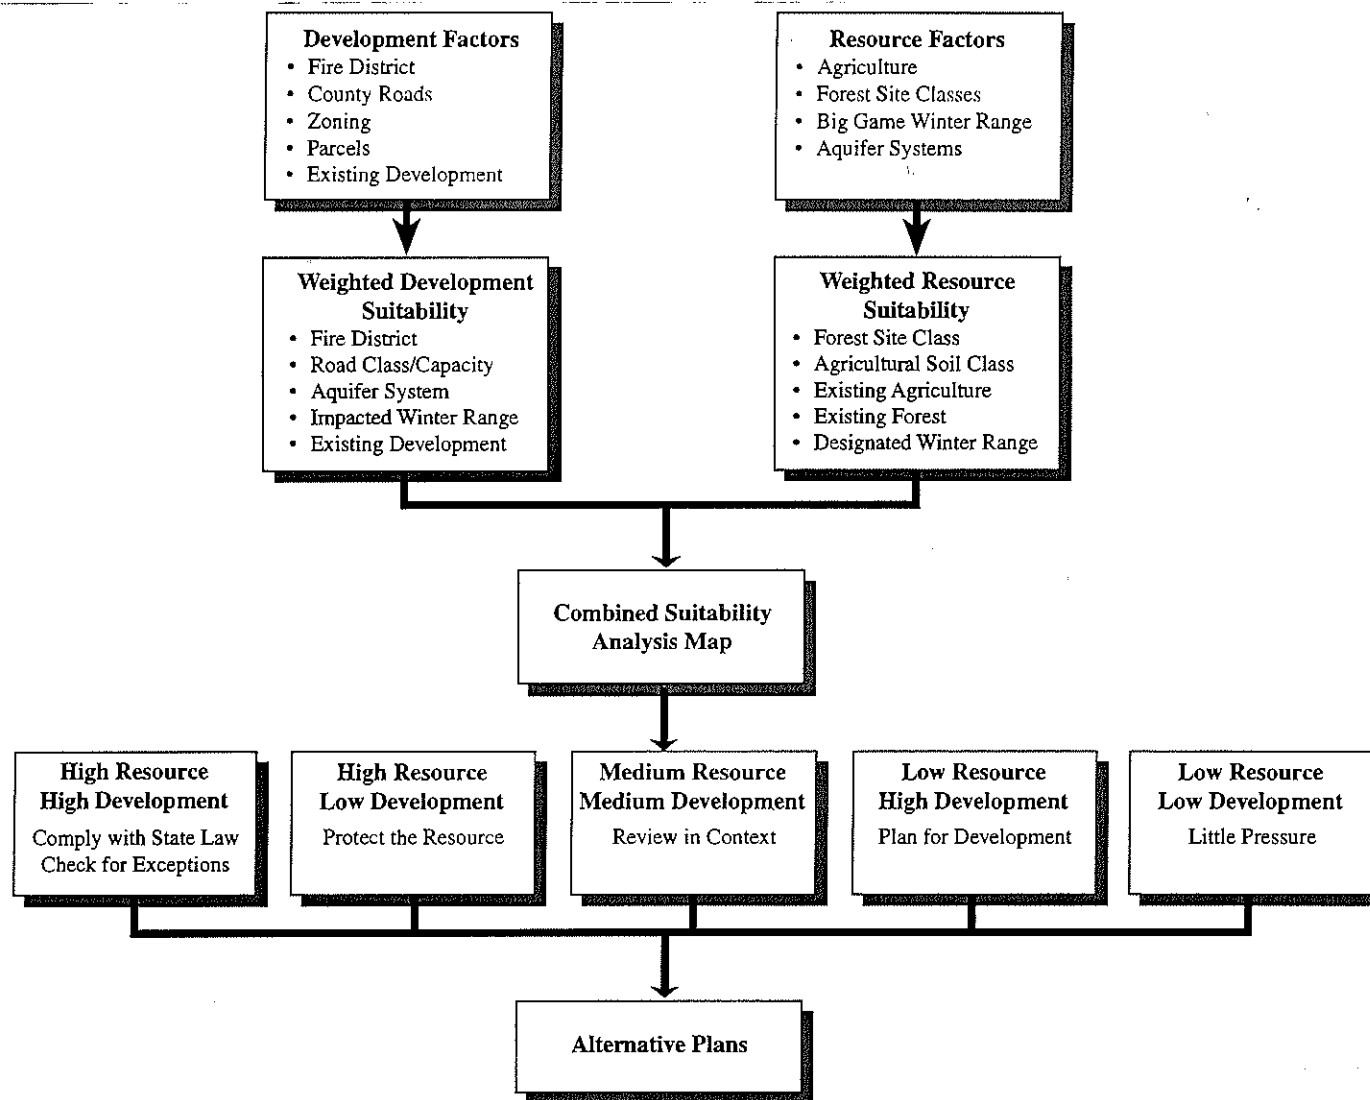 Development Factors
• Fire District
• County Roads
• Zoning
• Parcels
• Existing Development
Resource Factors
• Agriculture
• Forest Site Classes
• Big Game Winter Range
• Aquifer Systems
Weighted Development
Suitability
• Fire District
• Road Class/Capacity
• Aquifer System
• Impacted Winter Range
• Existing Development
Weighted Resource
Suitability
• Forest Site Class
• Agricultural Soil Class
• Existing Agriculture
• Existing Forest
• Designated Winter Range
Combined Suitability
Analysis Map
High Resource
High Development
Comply with State Law
Check for Exceptions
High Resource
Low Development
Protect the Resource
Medium Resource
Medium Development
Review in Context
Low Resource
High Development
Plan for Development
Low Resource
Low Development
Little Pressure
Alternative Plans